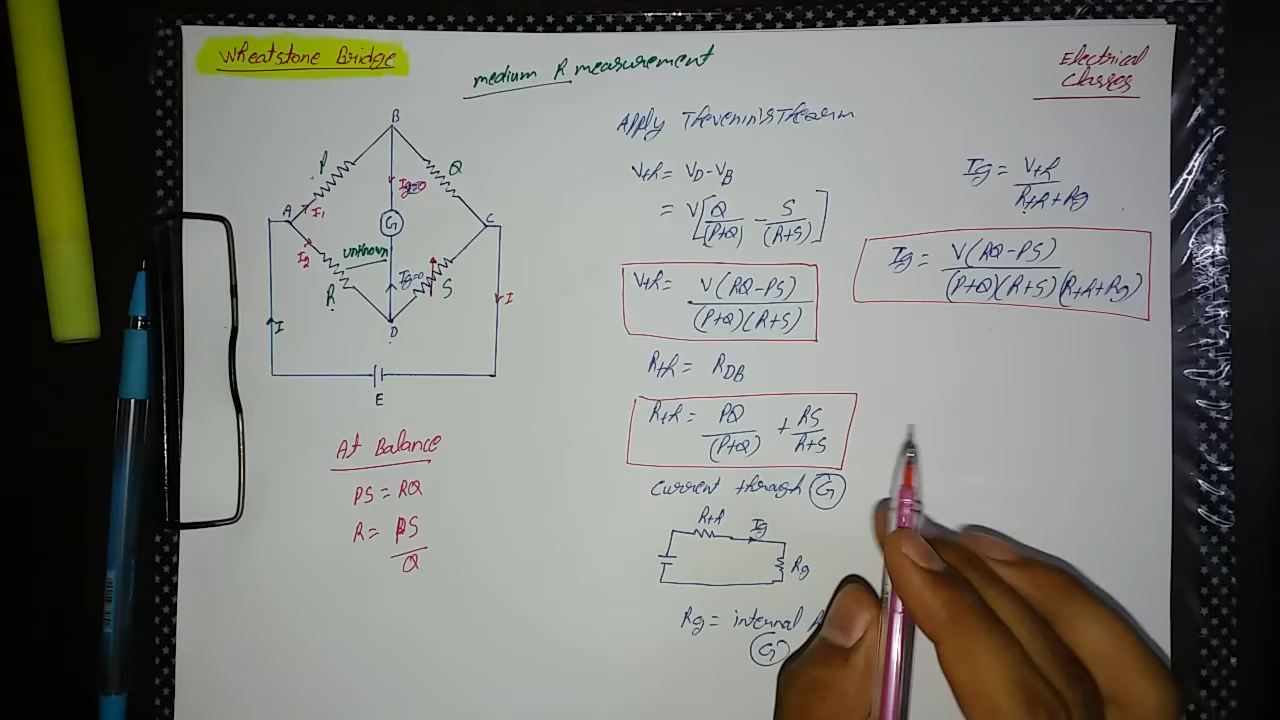 Wheatstone Bridge
medium R measurement
Electrical
Classes
B
P
Q
Ig=0
A
I1
G
C
I2
unknown
R
Ig=0
S
I
D
I
E
At Balance
PS = RQ
R = PS
Q
Apply Thevenin's Thearm
Vth = VD - VB
= V[Q/(P+Q) - S/(R+S)]
Vth = V(RQ-PS)
(P+Q)(R+S)
Rth = RDB
Rth = PQ/(P+Q) + RS/R+S
Current through G
Rth
Ig
Rg
Rg = internal R
G
Ig = Vth
Rth + Rg
Ig = V(RQ-PS)
(P+Q)(R+S)(Rth+Rg)